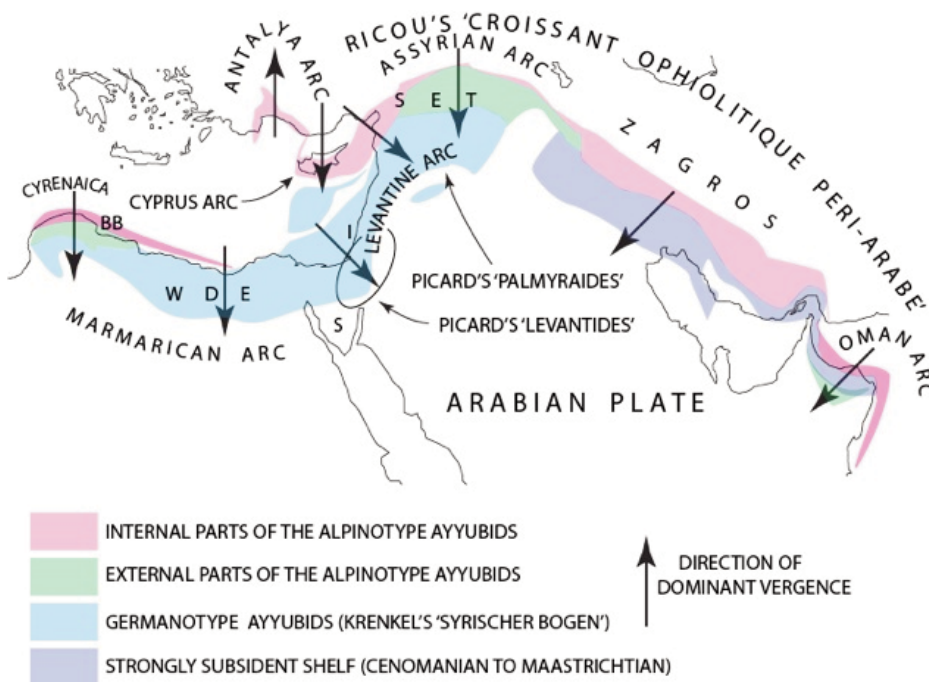 RICOU'S 'CROISSANT OPHIOLITIQUE PERI-ARABE'
ANTALYA ARC
ASSYRIAN ARC
S E T
ZAGROS
CYRENAICA
BB
CYPRUS ARC
LEVANTINE ARC
I
W D E
PICARD'S 'PALMYRAIDES'
PICARD'S 'LEVANTIDES'
S
MARMARICAN ARC
OMAN ARC
ARABIAN PLATE
INTERNAL PARTS OF THE ALPINOTYPE AYYUBIDS
EXTERNAL PARTS OF THE ALPINOTYPE AYYUBIDS
GERMANOTYPE AYYUBIDS (KRENKEL'S 'SYRISCHER BOGEN')
STRONGLY SUBSIDENT SHELF (CENOMANIAN TO MAASTRICHTIAN)
DIRECTION OF
DOMINANT VERGENCE